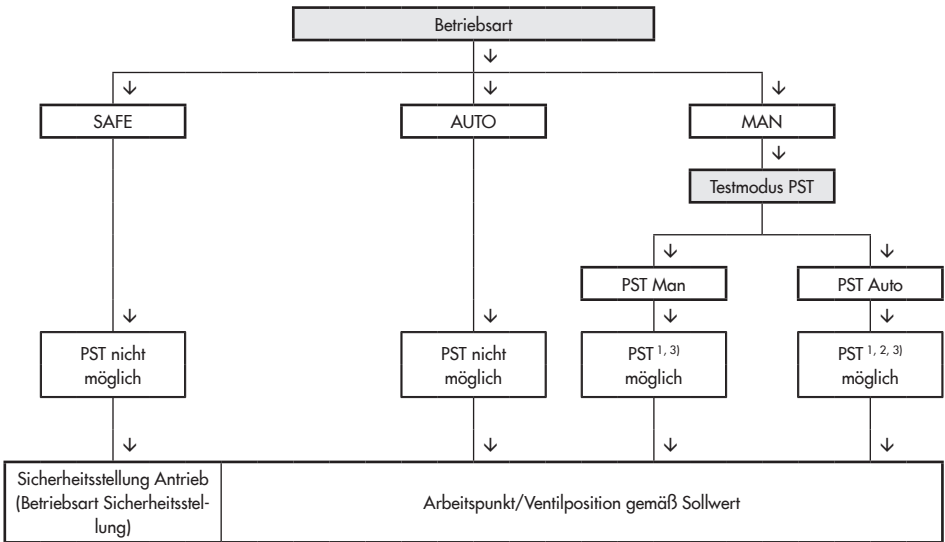 Betriebsart
SAFE
AUTO
MAN
Testmodus PST
PST Man
PST Auto
PST nicht
möglich
PST nicht
möglich
PST 1, 3)
möglich
PST 1, 2, 3)
möglich
Sicherheitsstellung Antrieb
(Betriebsart Sicherheitsstel-
lung)
Arbeitspunkt/Ventilposition gemäß Sollwert